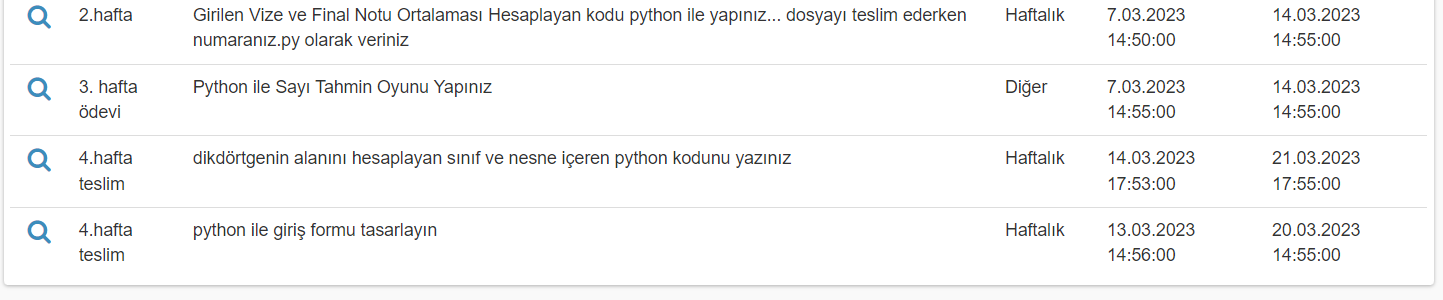 2.hafta Girilen Vize ve Final Notu Ortalaması Hesaplayan kodu python ile yapınız... dosyayı teslim ederken Haftalık 7.03.2023 14.03.2023
numaranız.py olarak veriniz 14:50:00 14:55:00
3. hafta Python ile Sayı Tahmin Oyunu Yapınız Diğer 7.03.2023 14.03.2023
ödevi 14:55:00 14:55:00
4.hafta dikdörtgenin alanını hesaplayan sınıf ve nesne içeren python kodunu yazınız Haftalık 14.03.2023 21.03.2023
teslim 17:53:00 17:55:00
4.hafta python ile giriş formu tasarlayın Haftalık 13.03.2023 20.03.2023
teslim 14:56:00 14:55:00